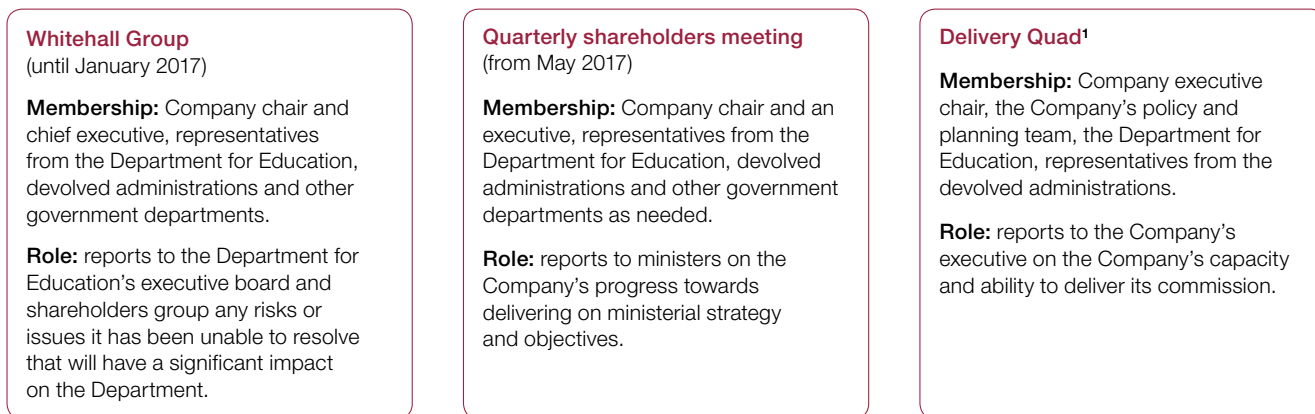 Whitehall Group
(until January 2017)
Membership: Company chair and
chief executive, representatives
from the Department for Education,
devolved administrations and other
government departments.
Role: reports to the Department for
Education’s executive board and
shareholders group any risks or
issues it has been unable to resolve
that will have a significant impact
on the Department.
Quarterly shareholders meeting
(from May 2017)
Membership: Company chair and an
executive, representatives from the
Department for Education, devolved
administrations and other government
departments as needed.
Role: reports to ministers on the
Company’s progress towards
delivering on ministerial strategy
and objectives.
Delivery Quad¹
Membership: Company executive
chair, the Company’s policy and
planning team, the Department for
Education, representatives from the
devolved administrations.
Role: reports to the Company’s
executive on the Company’s capacity
and ability to deliver its commission.